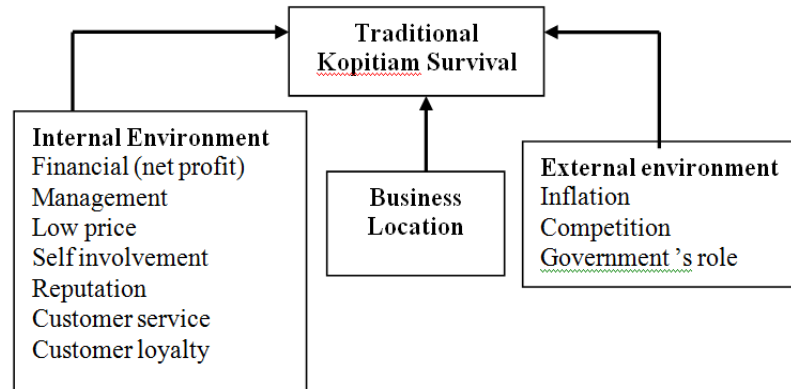 Traditional
Kopitiam Survival
Internal Environment
Financial (net profit)
Management
Low price
Self involvement
Reputation
Customer service
Customer loyalty
Business
Location
External environment
Inflation
Competition
Government ’s role